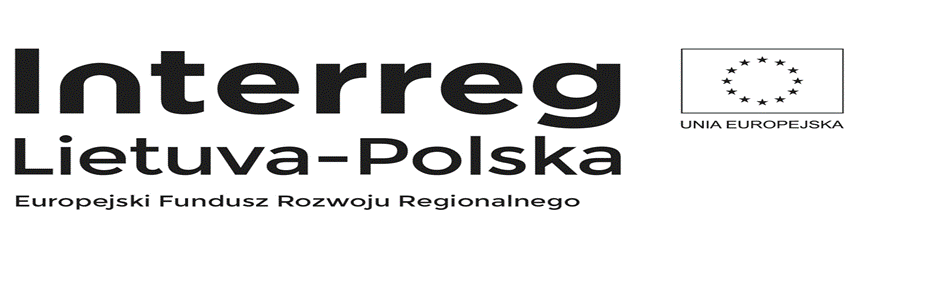 Interreg
Lietuva-Polska
Europejski Fundusz Rozwoju Regionalnego
UNIA EUROPEJSKA